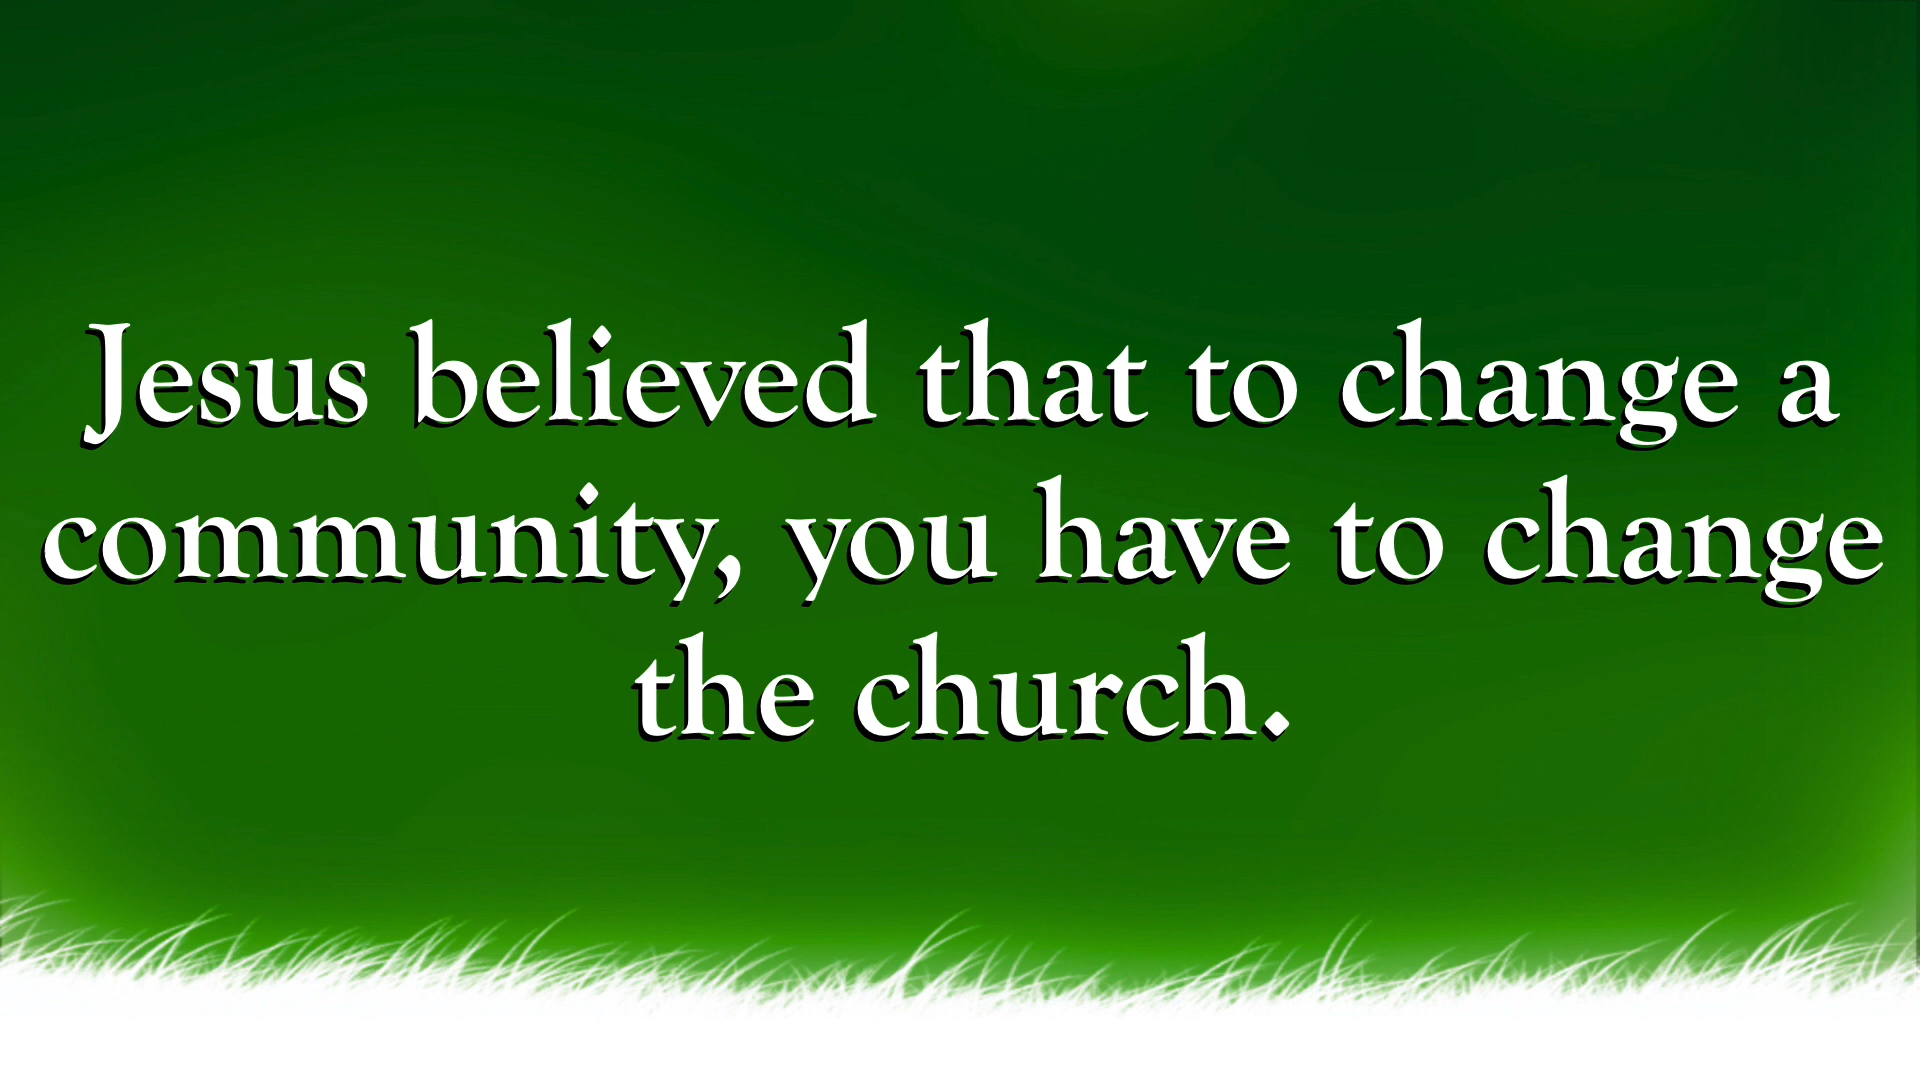 Jesus believed that to change a
community, you have to change
the church.